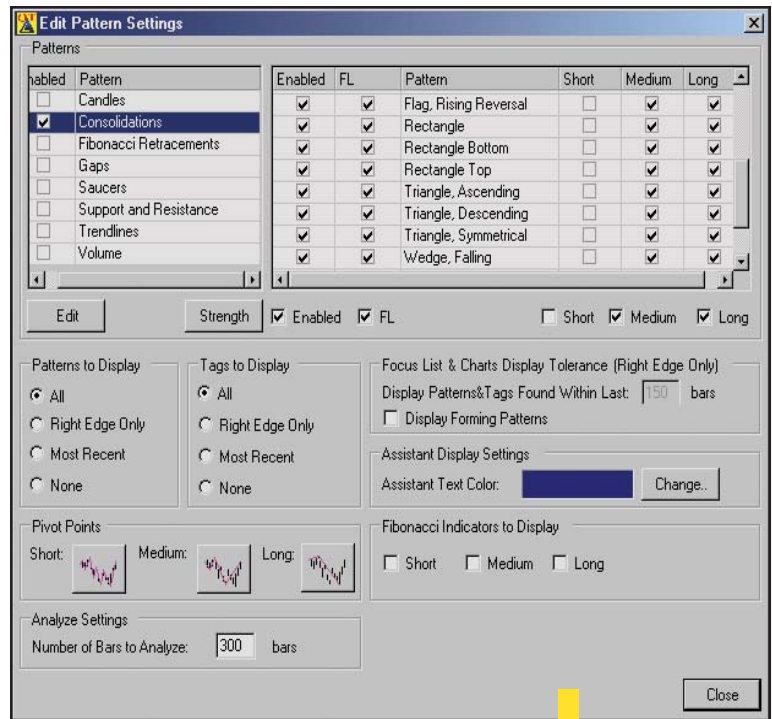 Edit Pattern Settings
Patterns
nabled Pattern
Candles
Consolidations
Fibonacci Retracements
Gaps
Saucers
Support and Resistance
Trendlines
Volume
Enabled FL Pattern Short Medium Long
Flag, Rising Reversal
Rectangle
Rectangle Bottom
Rectangle Top
Triangle, Ascending
Triangle, Descending
Triangle, Symmetrical
Wedge, Falling
Edit Strength Enabled FL Short Medium Long
Patterns to Display
All
Right Edge Only
Most Recent
None
Tags to Display
All
Right Edge Only
Most Recent
None
Focus List & Charts Display Tolerance (Right Edge Only)
Display Patterns&Tags Found Within Last: 150 bars
Display Forming Patterns
Assistant Display Settings
Assistant Text Color: Change..
Pivot Points
Short: Medium: Long:
Fibonacci Indicators to Display
Short Medium Long
Analyze Settings
Number of Bars to Analyze: 300 bars
Close